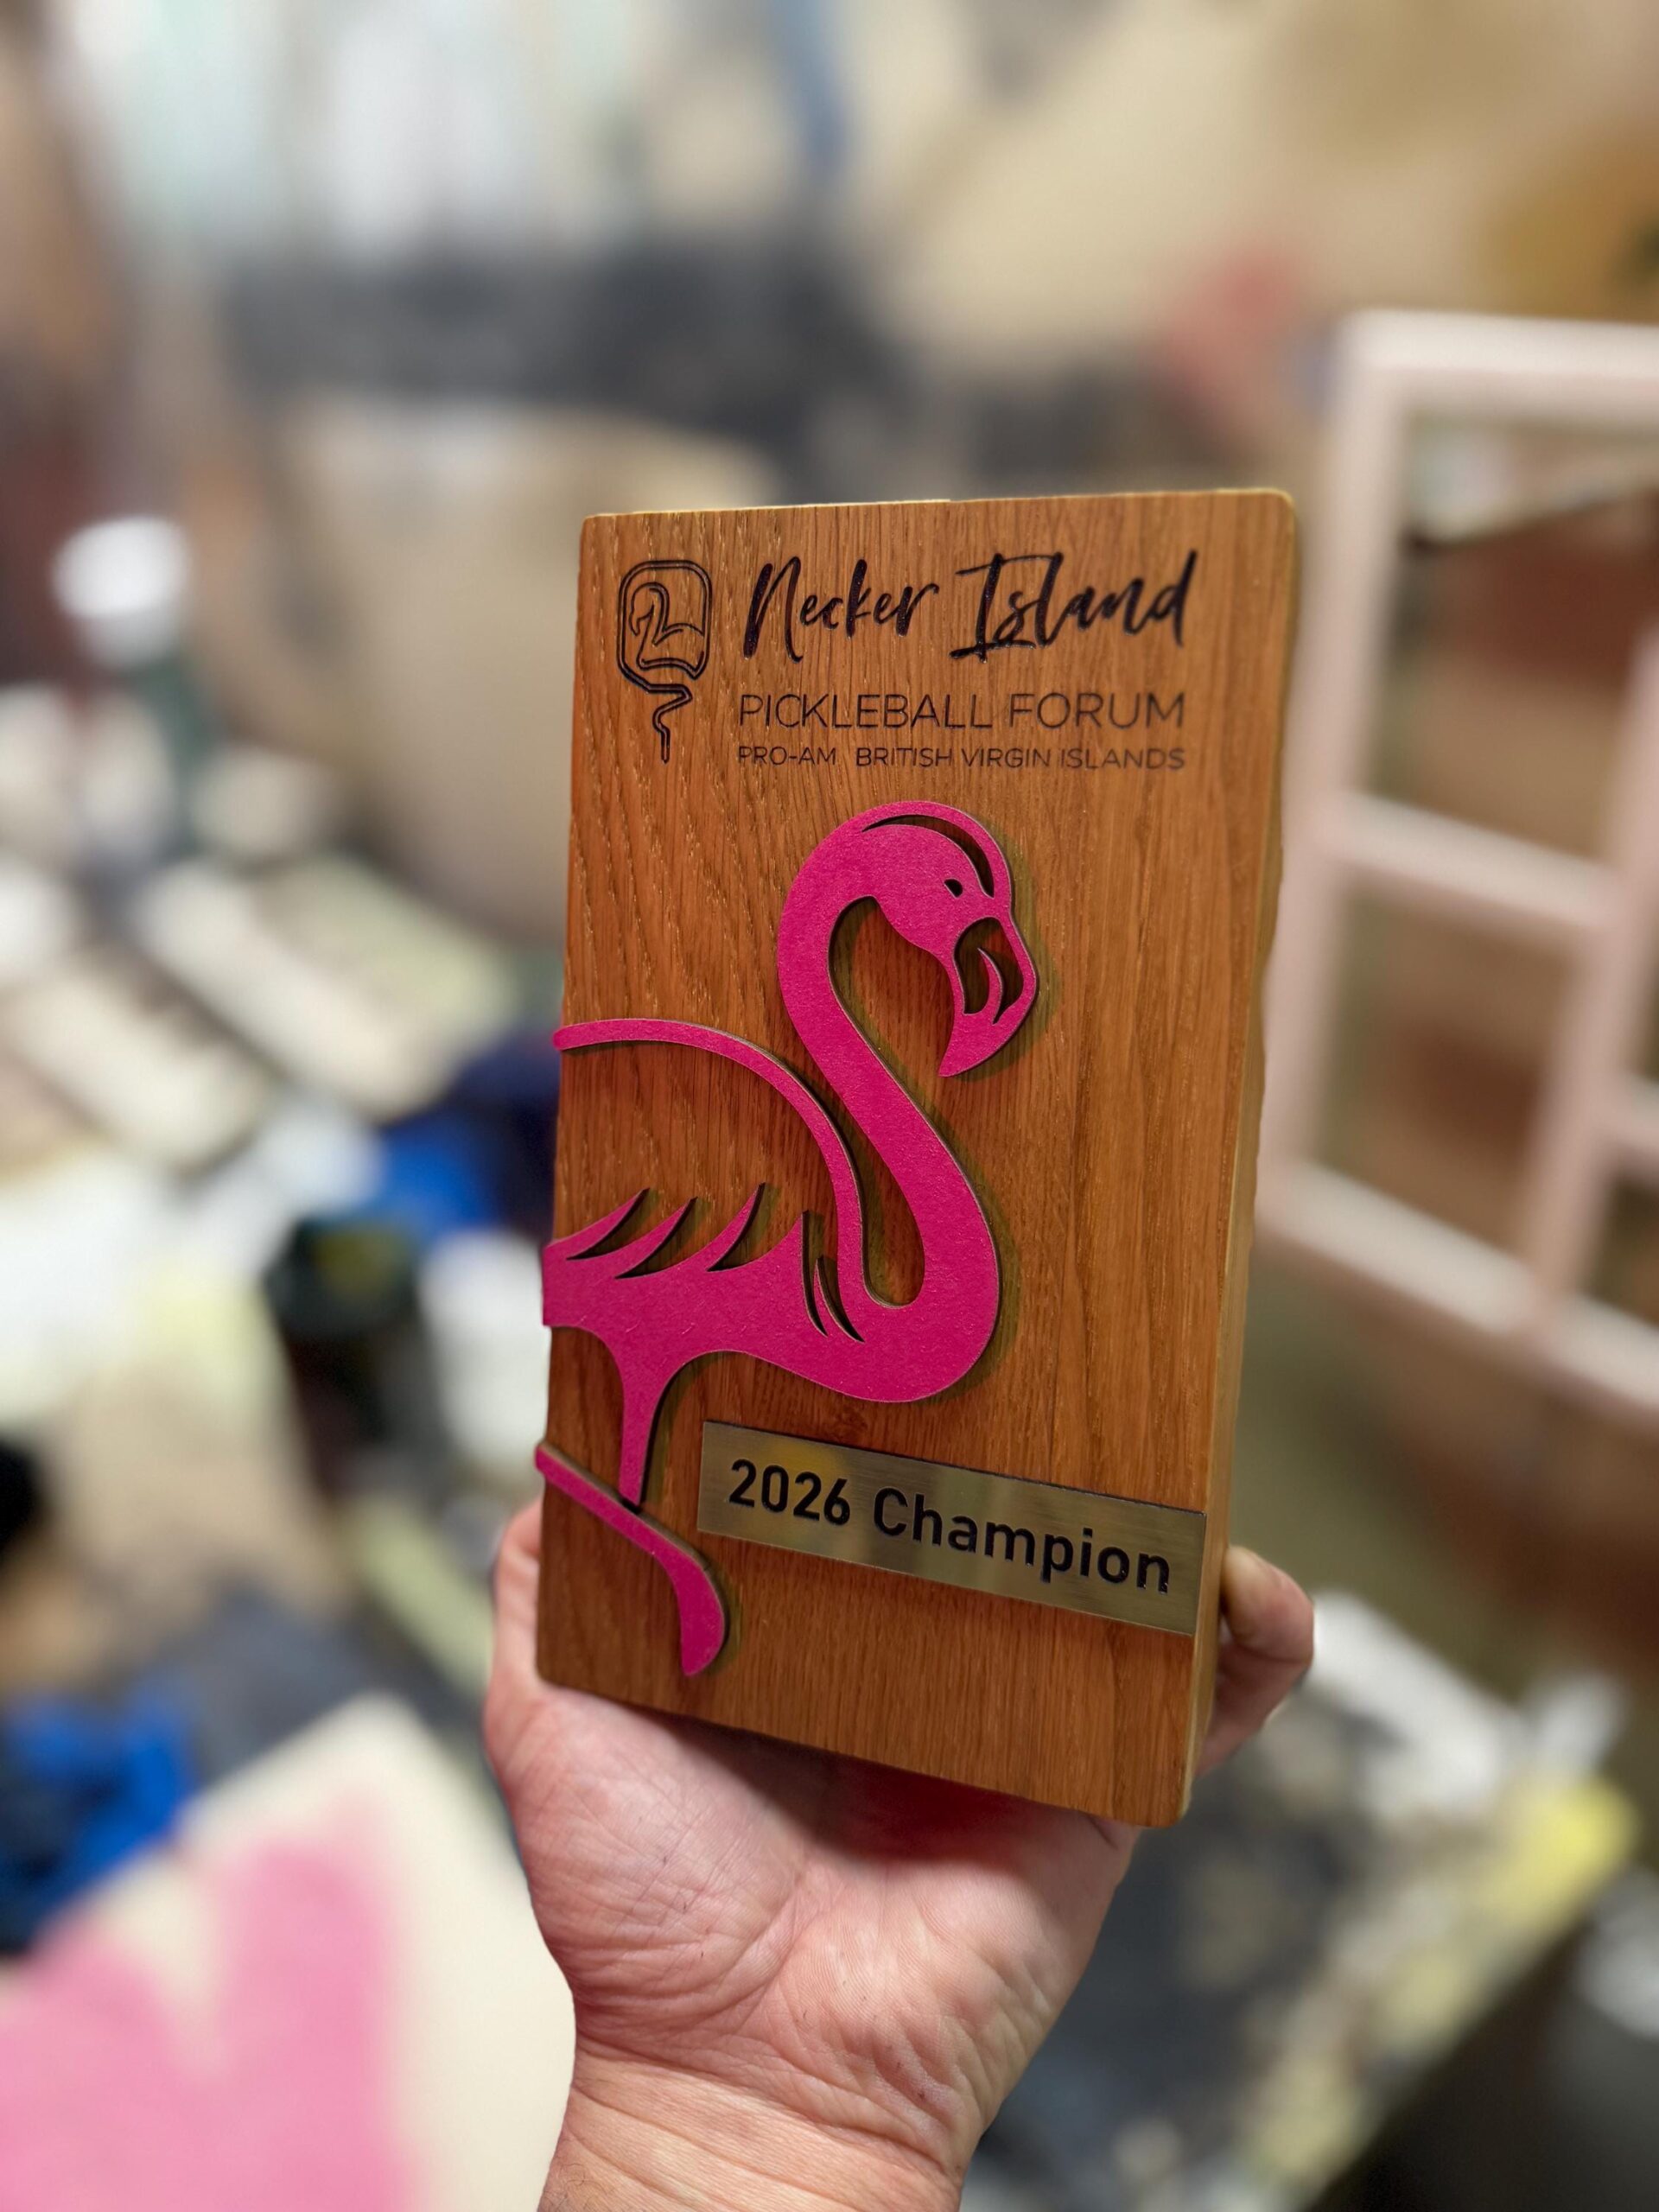 Necker Island
PICKLEBALL FORUM
PRO-AM BRITISH VIRGIN ISLANDS
2026 Champion